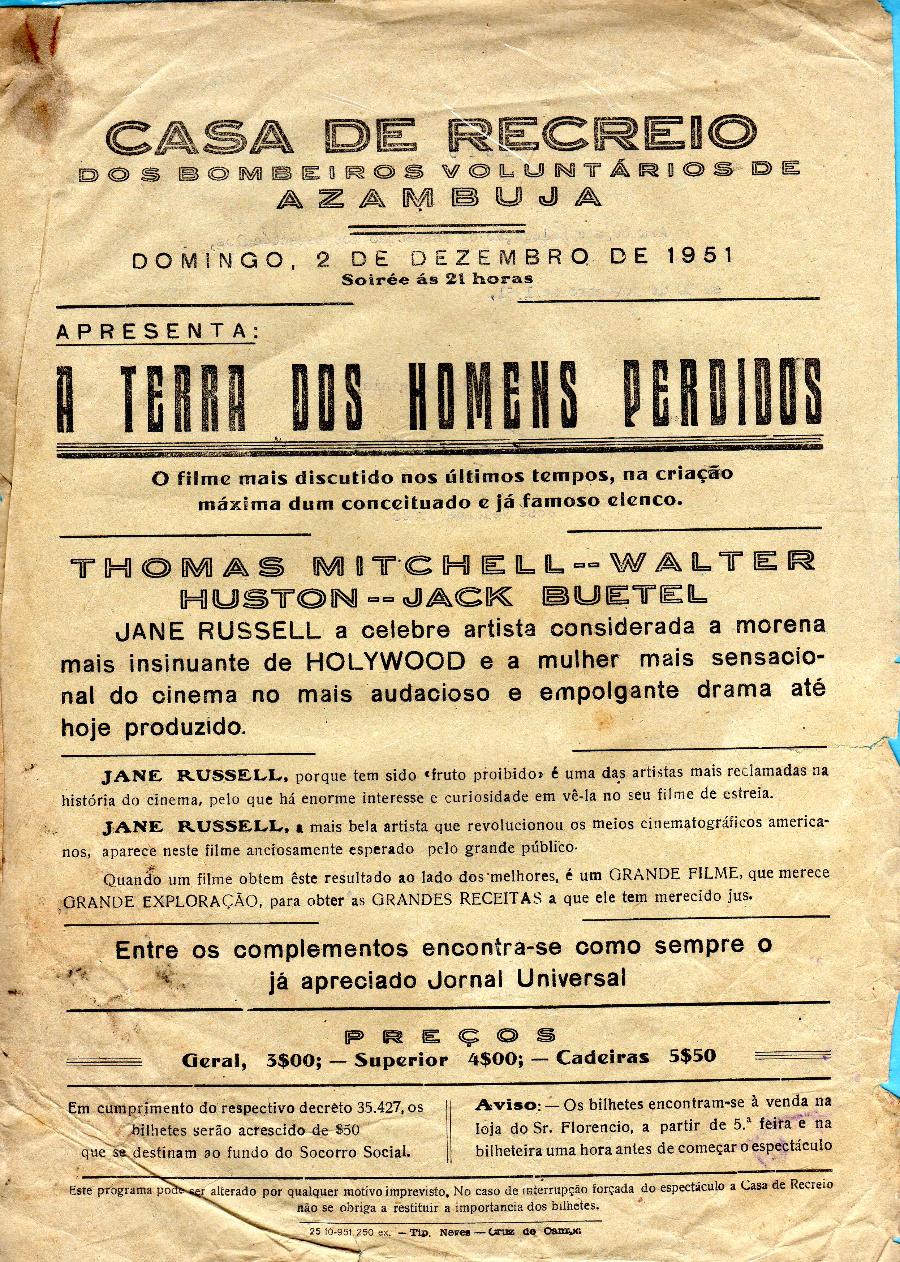 CASA DE RECREIO
DOS BOMBEIROS VOLUNTÁRIOS DE
AZAMBUJA
DOMINGO, 2 DE DEZEMBRO DE 1951
Soirée ás 21 horas
APRESENTA:
A TERRA DOS HOMENS PERDIDOS
O filme mais discutido nos últimos tempos, na criação
máxima dum conceituado e já famoso elenco.
THOMAS MITCHELL--WALTER
HUSTON--JACK BUETEL
JANE RUSSELL a celebre artista considerada a morena
mais insinuante de HOLYWOOD e a mulher mais sensacio-
nal do cinema no mais audacioso e empolgante drama até
hoje produzido.
JANE RUSSELL, porque tem sido «fruto proibido» é uma das artistas mais reclamadas na
história do cinema, pelo que há enorme interesse e curiosidade em vê-la no seu filme de estreia.
JANE RUSSELL, a mais bela artista que revolucionou os meios cinematográficos america-
nos, aparece neste filme anciosamente esperado pelo grande público.
Quando um filme obtem êste resultado ao lado dos melhores, é um GRANDE FILME, que merece
GRANDE EXPLORAÇÃO, para obter as GRANDES RECEITAS a que ele tem merecido jus.
Entre os complementos encontra-se como sempre o
já apreciado Jornal Universal
PREÇOS
Geral, 3$00; — Superior 4$00; — Cadeiras 5$50
Em cumprimento do respectivo decrèto 35.427, os
bilhetes serão acrescido de $50
que se destinam ao fundo do Socorro Social.
Aviso: — Os bilhetes encontram-se à venda na
loja do Sr. Florencio, a partir de 5.ª feira e na
bilheteira uma hora antes de começar o espectáculo
Este programa pode ser alterado por qualquer motivo imprevisto. No caso de interrupção forçada do espectáculo a Casa de Recreio
não se obriga a restituir a importancia dos bilhetes.
25 10-951 250 ex. — Tip. Neves — Cruz do Campo